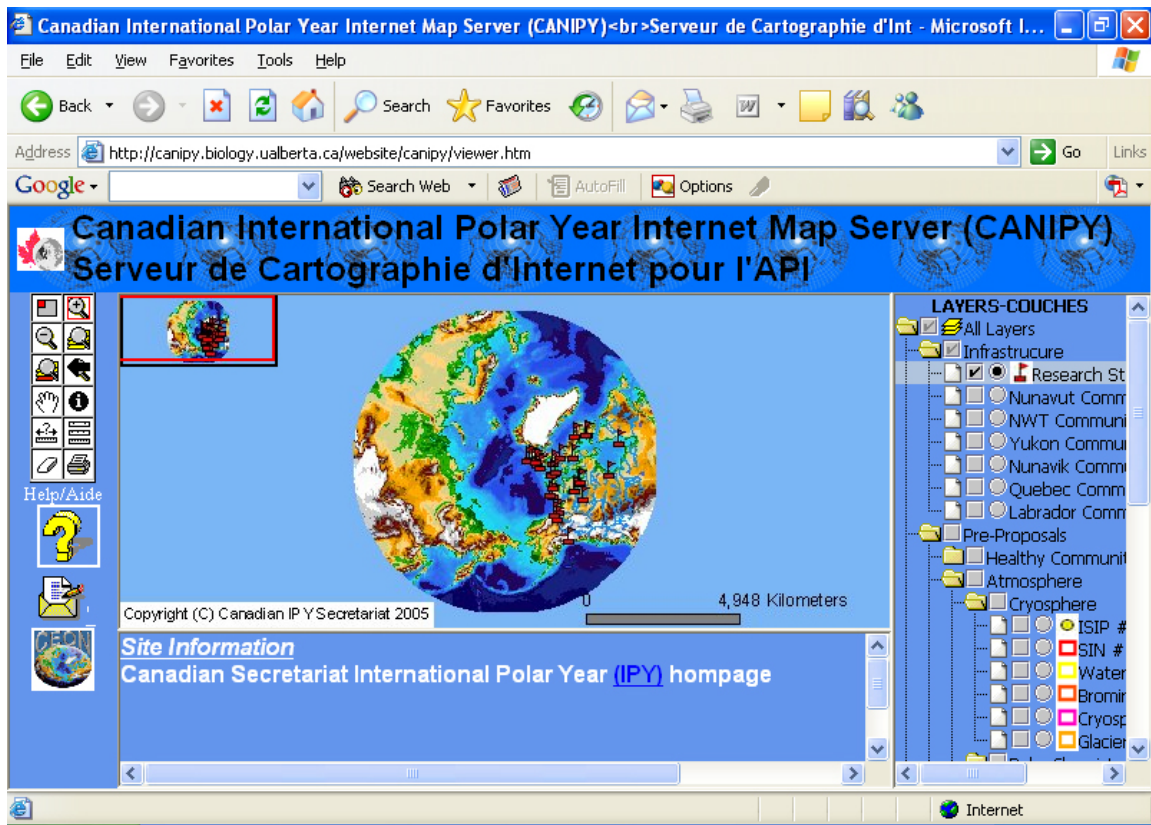 Canadian International Polar Year Internet Map Server (CANIPY)<br>Serveur de Cartographie d'Int - Microsoft I...
File Edit View Favorites Tools Help
Back Search Favorites
Address http://canipy.biology.ualberta.ca/website/canipy/viewer.htm Go Links
Google Search Web AutoFill Options
Canadian International Polar Year Internet Map Server (CANIPY)
Serveur de Cartographie d'Internet pour l'API
Help/Aide
CEON
0 4,948 Kilometers
Copyright (C) Canadian IPY Secretariat 2005
Site Information
Canadian Secretariat International Polar Year (IPY) hompage
LAYERS-COUCHES
All Layers
Infrastrucure
Research St
Nunavut Comm
NWT Communi
Yukon Commu
Nunavik Commu
Quebec Comm
Labrador Comm
Pre-Proposals
Healthy Communit
Atmosphere
Cryosphere
ISIP #
SIN #
Water
Bromin
Cryosp
Glacier
Internet